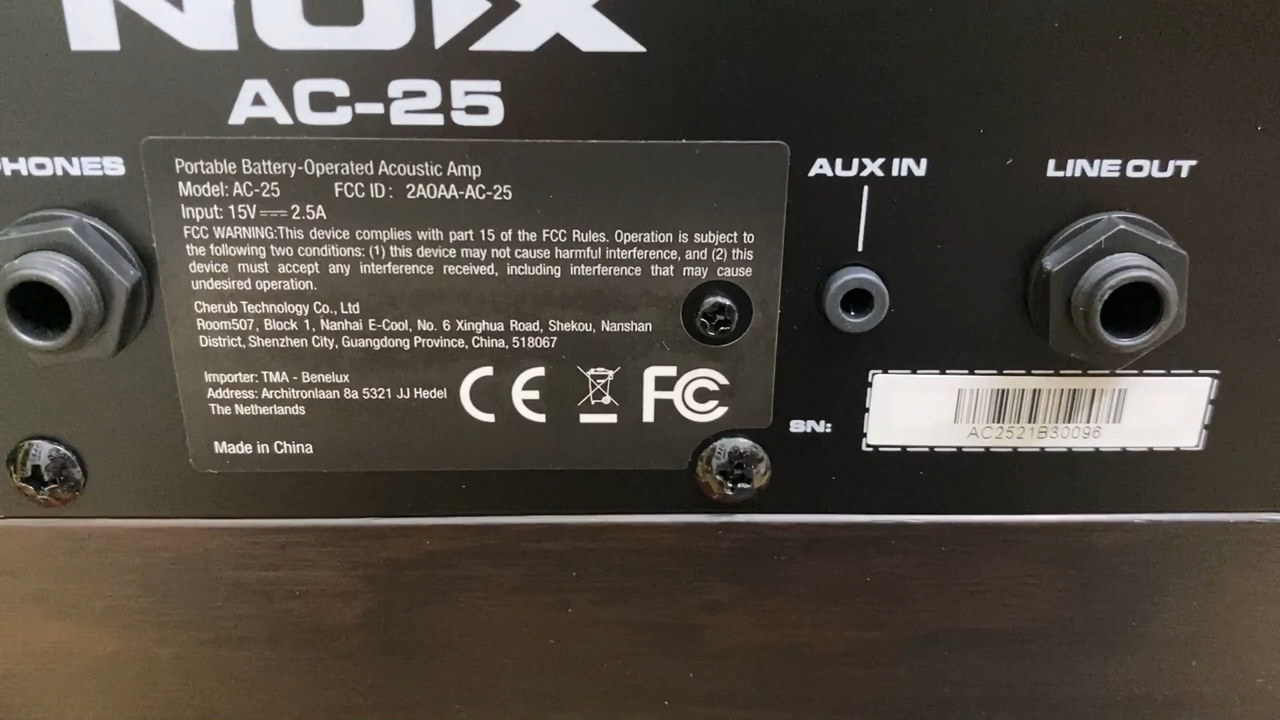 NUX
AC-25
PHONES
Portable Battery-Operated Acoustic Amp
Model: AC-25 FCC ID: 2A0AA-AC-25
Input: 15V⎓2.5A
FCC WARNING:This device complies with part 15 of the FCC Rules. Operation is subject to
the following two conditions: (1) this device may not cause harmful interference, and (2) this
device must accept any interference received, including interference that may cause
undesired operation.
Cherub Technology Co., Ltd
Room507, Block 1, Nanhai E-Cool, No. 6 Xinghua Road, Shekou, Nanshan
District, Shenzhen City, Guangdong Province, China, 518067
Importer: TMA - Benelux
Address: Architronlaan 8a 5321 JJ Hedel
The Netherlands
CE FC
Made in China
AUX IN
LINE OUT
SN:
AC2521B30096